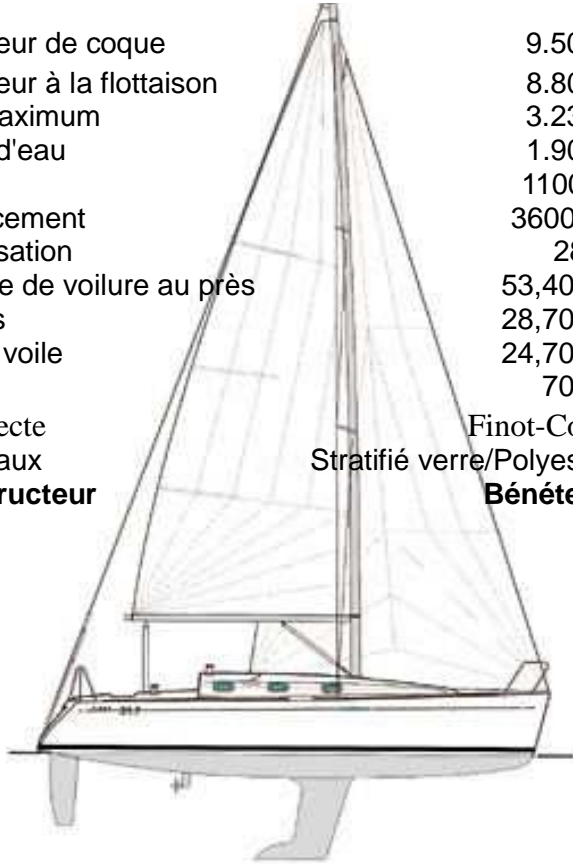 eur de coque 9.50
eur à la flottaison 8.80
aximum 3.23
d'eau 1.90
1100
cement 3600
sation 28
e de voilure au près 53,40
s 28,70
voile 24,70
70
ecte Finot-Co
aux Stratifié verre/Polyes
ructeur Bénéte